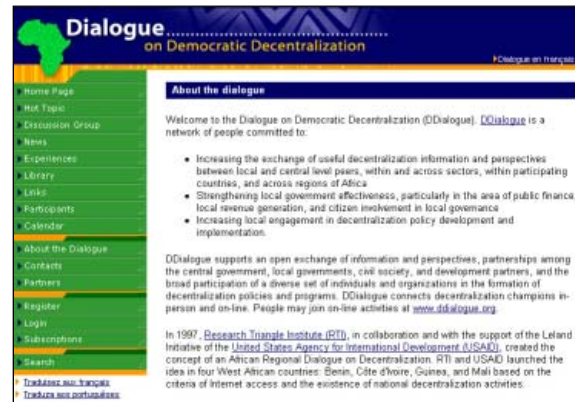 Dialogue
on Democratic Decentralization
Dialogue en français
Home Page
Hot Topic
Discussion Group
News
Experiences
Library
Links
Participants
Calendar
About the Dialogue
Contacts
Partners
Register
Login
Subscriptions
Search
Traduisez aux français
Traduza aos portuguêses
About the dialogue
Welcome to the Dialogue on Democratic Decentralization (DDialogue). DDialogue is a
network of people committed to:
Increasing the exchange of useful decentralization information and perspectives
between local and central level peers, within and across sectors, within participating
countries, and across regions of Africa
Strengthening local government effectiveness, particularly in the area of public finance,
local revenue generation, and citizen involvement in local governance
Increasing local engagement in decentralization policy development and
implementation.
DDialogue supports an open exchange of information and perspectives, partnerships among
the central government, local governments, civil society, and development partners, and the
broad participation of a diverse set of individuals and organizations in the formation of
decentralization policies and programs. DDialogue connects decentralization champions in-
person and on-line. People may join on-line activities at www.ddialogue.org.
In 1997, Research Triangle Institute (RTI), in collaboration and with the support of the Leland
Initiative of the United States Agency for International Development (USAID), created the
concept of an African Regional Dialogue on Decentralization. RTI and USAID launched the
idea in four West African countries: Benin, Côte d'Ivoire, Guinea, and Mali based on the
criteria of Internet access and the existence of national decentralization activities.